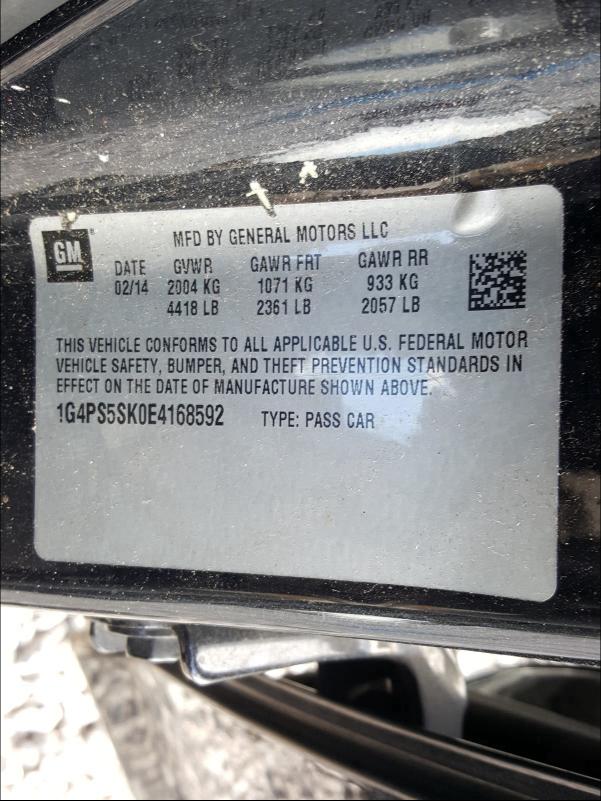 GM®
MFD BY GENERAL MOTORS LLC
DATE GVWR GAWR FRT GAWR RR
02/14 2004 KG 1071 KG 933 KG
4418 LB 2361 LB 2057 LB
THIS VEHICLE CONFORMS TO ALL APPLICABLE U.S. FEDERAL MOTOR
VEHICLE SAFETY, BUMPER, AND THEFT PREVENTION STANDARDS IN
EFFECT ON THE DATE OF MANUFACTURE SHOWN ABOVE.
1G4PS5SK0E4168592 TYPE: PASS CAR